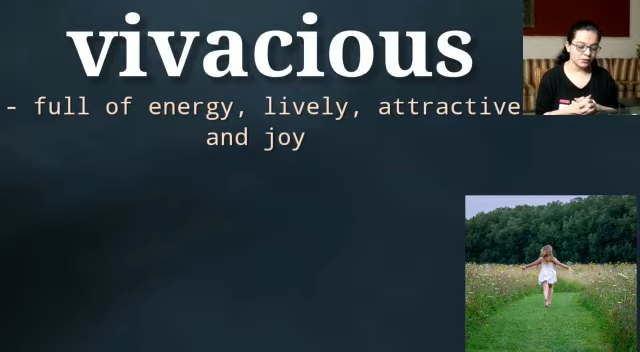 vivacious
- full of energy, lively, attractive
and joy